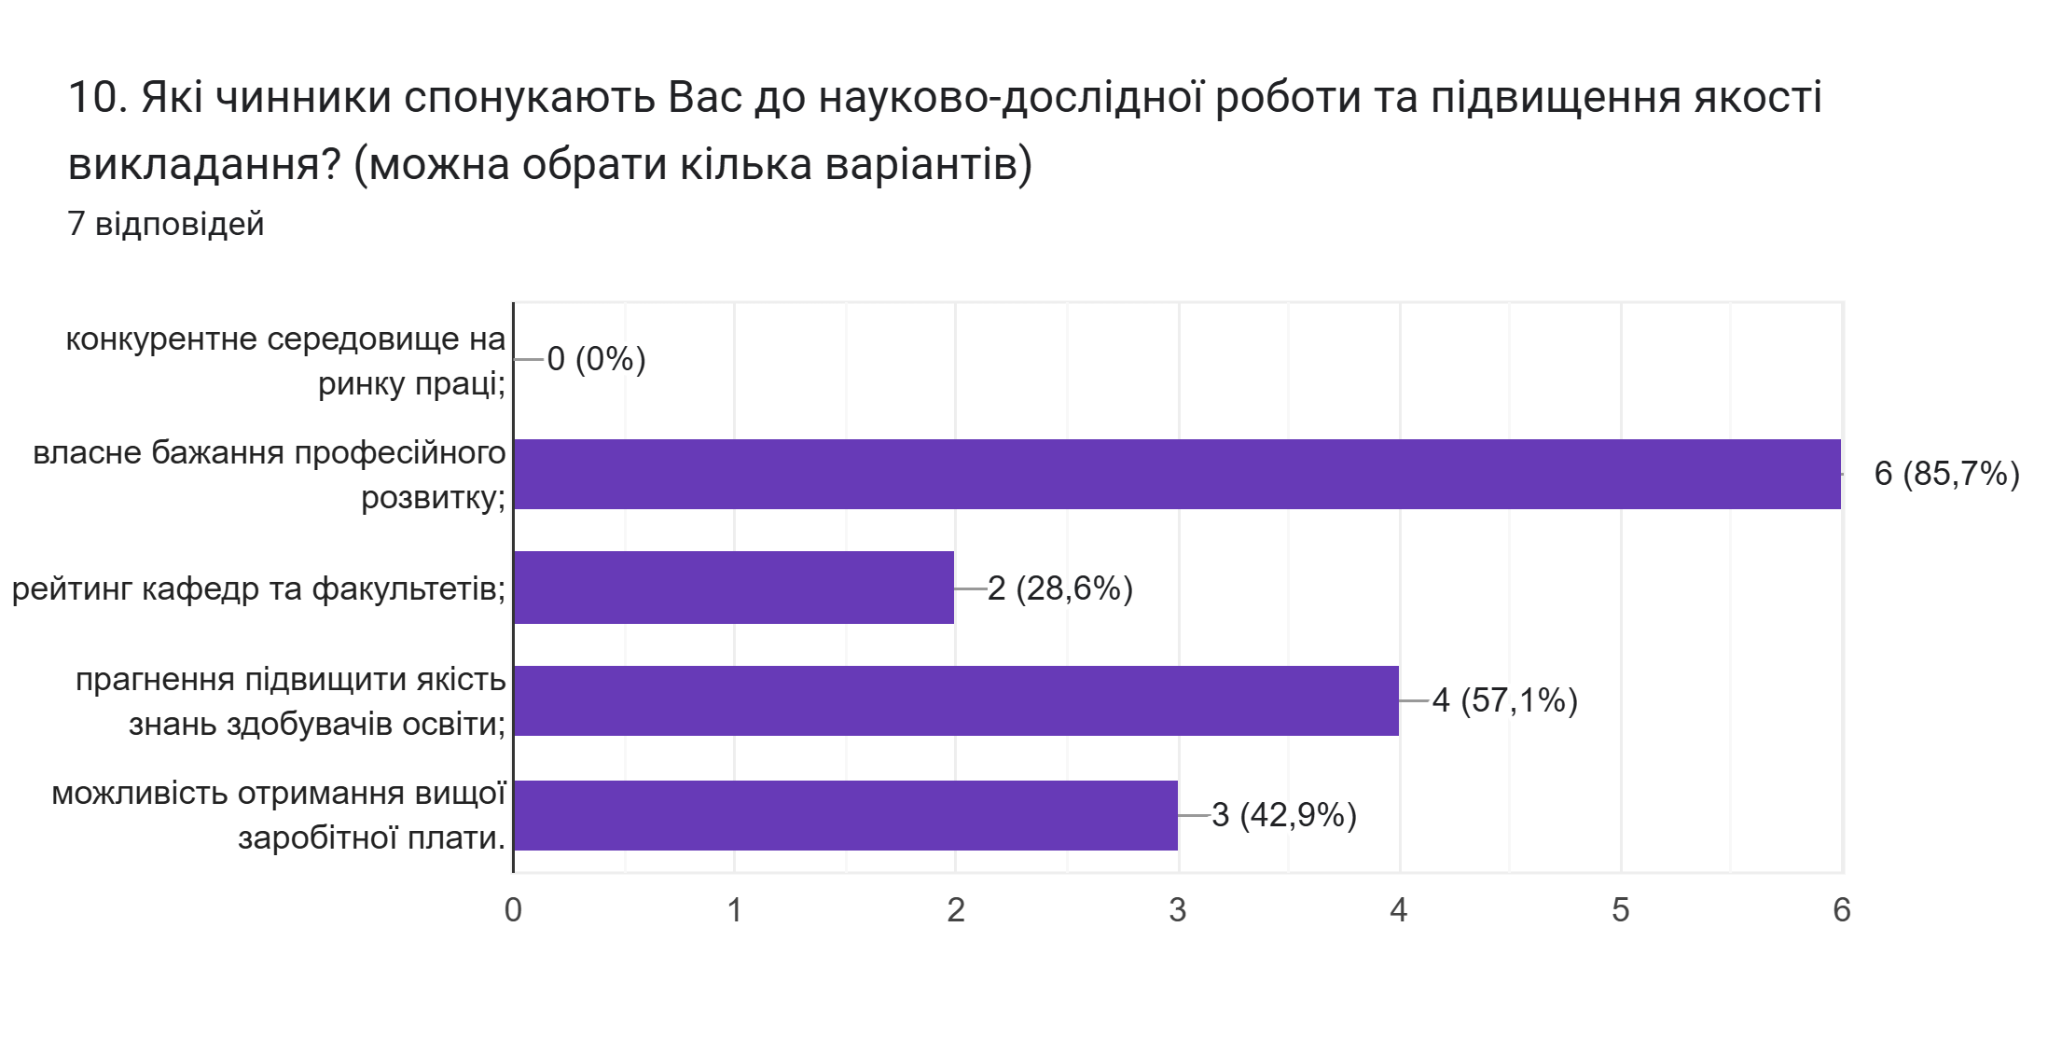 10. Які чинники спонукають Вас до науково-дослідної роботи та підвищення якості
викладання? (можна обрати кілька варіантів)
7 відповідей
конкурентне середовище на
ринку праці;
0 (0%)
власне бажання професійного
розвитку;
6 (85,7%)
рейтинг кафедр та факультетів;
2 (28,6%)
прагнення підвищити якість
знань здобувачів освіти;
4 (57,1%)
можливість отримання вищої
заробітної плати.
3 (42,9%)
0 1 2 3 4 5 6